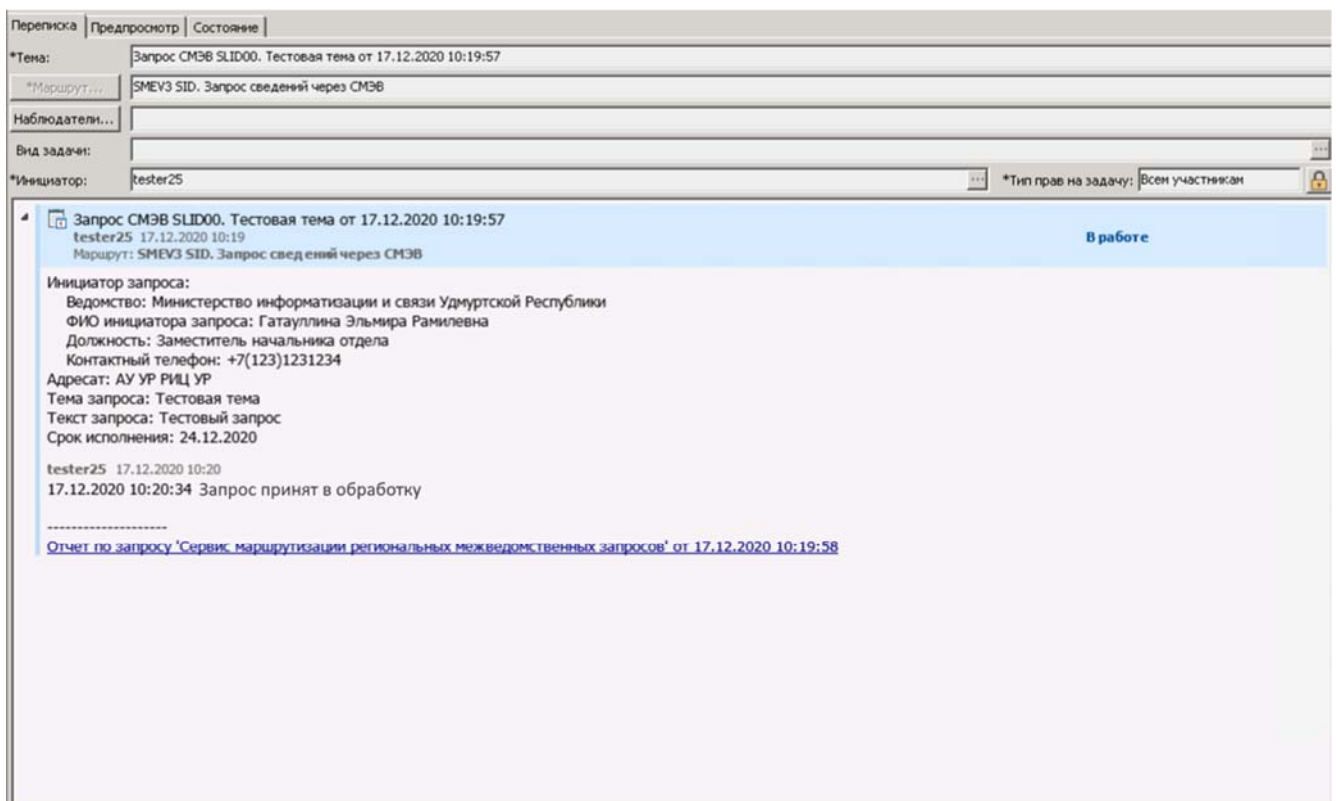 Переписка Предпросмотр Состояние
*Тема: Запрос СМЭВ SLID00. Тестовая тема от 17.12.2020 10:19:57
*Маршрут... SMEV3 SID. Запрос сведений через СМЭВ
Наблюдатели...
Вид задачи: ...
*Инициатор: tester25 ... *Тип прав на задачу: Всем участникам
Запрос СМЭВ SLID00. Тестовая тема от 17.12.2020 10:19:57
tester25 17.12.2020 10:19 В работе
Маршрут: SMEV3 SID. Запрос сведений через СМЭВ
Инициатор запроса:
Ведомство: Министерство информатизации и связи Удмуртской Республики
ФИО инициатора запроса: Гатауллина Эльмира Рамилевна
Должность: Заместитель начальника отдела
Контактный телефон: +7(123)1231234
Адресат: АУ УР РИЦ УР
Тема запроса: Тестовая тема
Текст запроса: Тестовый запрос
Срок исполнения: 24.12.2020
tester25 17.12.2020 10:20
17.12.2020 10:20:34 Запрос принят в обработку
--------------------
Отчет по запросу 'Сервис маршрутизации региональных межведомственных запросов' от 17.12.2020 10:19:58